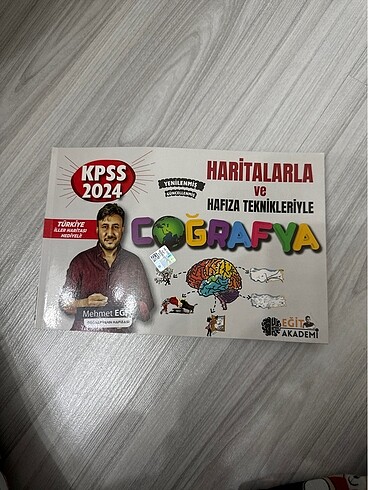 KPSS
2024
YENİLENMİŞ
GÜNCELLENMİŞ
HARİTALARLA
ve
HAFIZA TEKNİKLERİYLE
TÜRKİYE
İLLER HARİTASI
HEDİYELİ
COĞRAFYA
Mehmet EĞİT
EĞİT
AKADEMİ